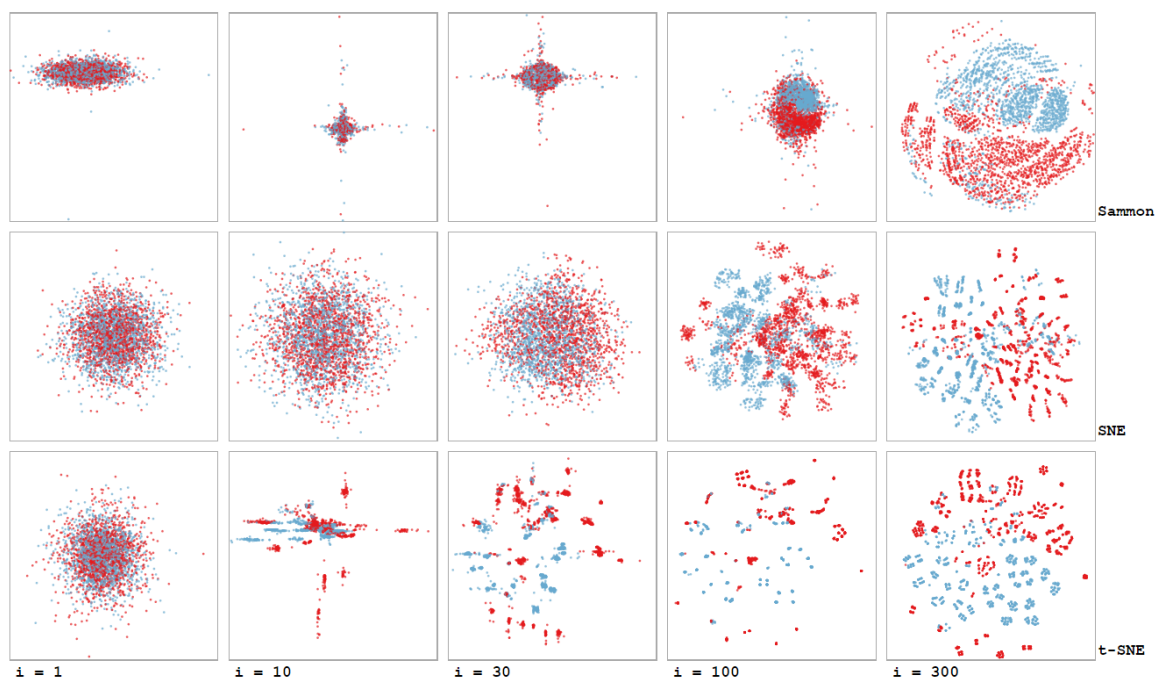 Sammon
SNE
t-SNE
i = 1
i = 10
i = 30
i = 100
i = 300